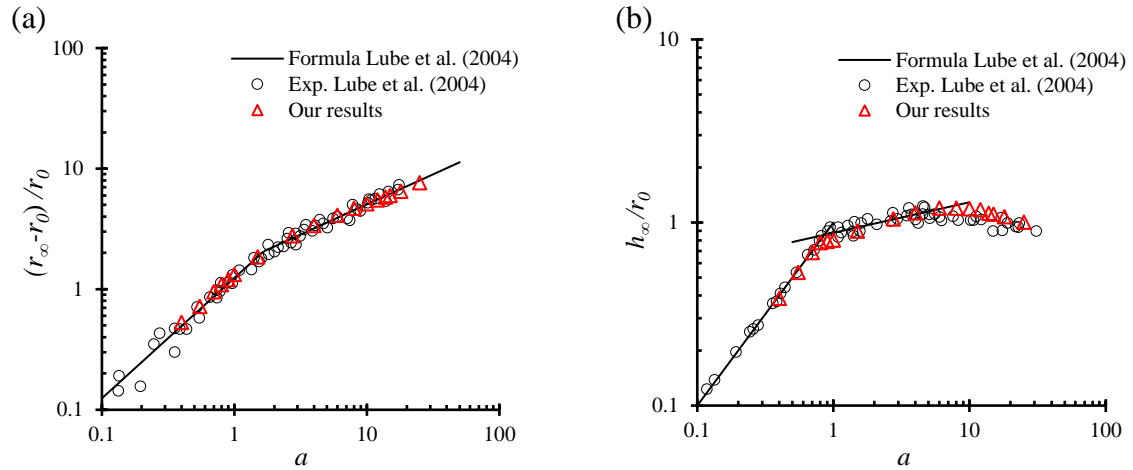 (a)
100
10
1
0.1
0.1
1
10
100
(r∞-r0)/r0
a
Formula Lube et al. (2004)
Exp. Lube et al. (2004)
Our results
(b)
10
1
0.1
0.1
1
10
100
h∞/r0
a
Formula Lube et al. (2004)
Exp. Lube et al. (2004)
Our results